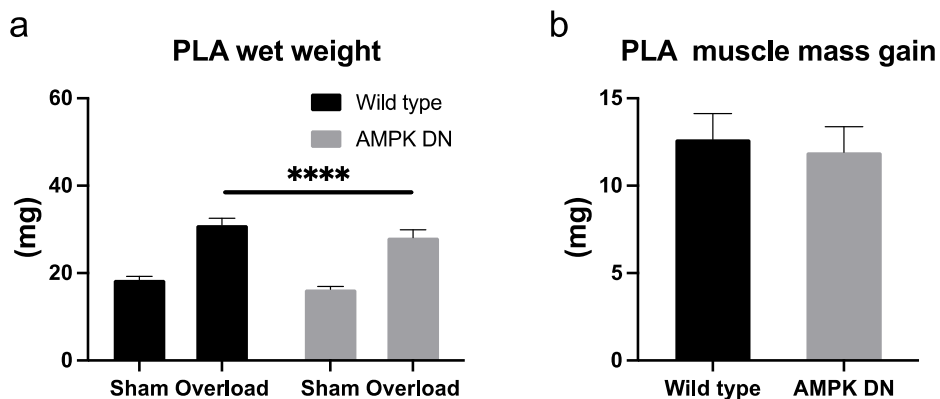 a
PLA wet weight
Wild type
AMPK DN
60
40
20
0
(mg)
****
Sham Overload Sham Overload
b
PLA muscle mass gain
15
10
5
0
(mg)
Wild type AMPK DN